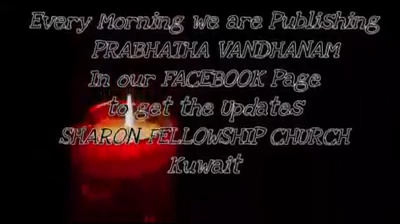 Every Morning we are Publishing
PRABHATHA VANDHANAM
In our FACEBOOK Page
to get the Updates
SHARON FELLOWSHIP CHURCH
Kuwait